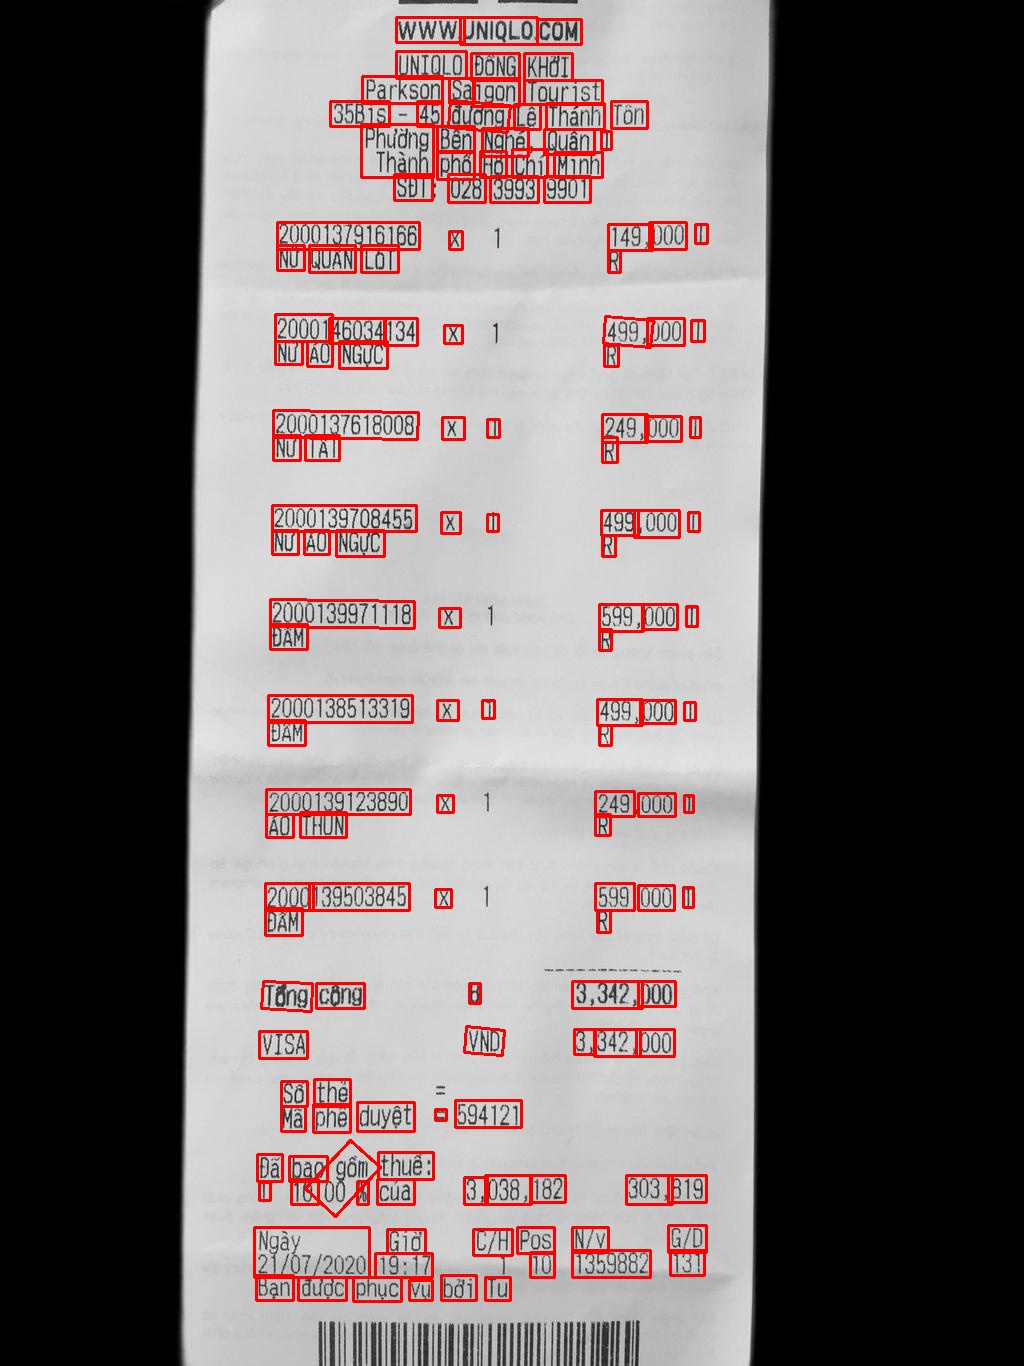 WWW.UNIQLO.COM
UNIQLO ĐỒNG KHỞI
Parkson Saigon Tourist
35Bis - 45 đường Lê Thánh Tôn
Phường Bến Nghé, Quận 1
Thành phố Hồ Chí Minh
SĐT: 028 3993 9901
2000137916166 x 1 149,000 I
NỮ QUẦN LÓT R
2000146034134 x 1 499,000 I
NỮ ÁO NGỰC R
2000137618008 x 1 249,000 I
NỮ TẤT R
2000139708455 x 1 499,000 I
NỮ ÁO NGỰC R
2000139971118 x 1 599,000 I
ĐẦM R
2000138513319 x 1 499,000 I
ĐẦM R
2000139123890 x 1 249,000 I
ÁO THUN R
2000139503845 x 1 599,000 I
ĐẦM R
Tổng cộng đ 3,342,000
VISA VND 3,342,000
Số thẻ =
Mã phê duyệt = 594121
Đã bao gồm thuế:
I 10.00 % của 3,038,182 303,819
Ngày Giờ C/H Pos N/v G/D
21/07/2020 19:17 1 10 1359882 131
Bạn được phục vụ bởi Tu